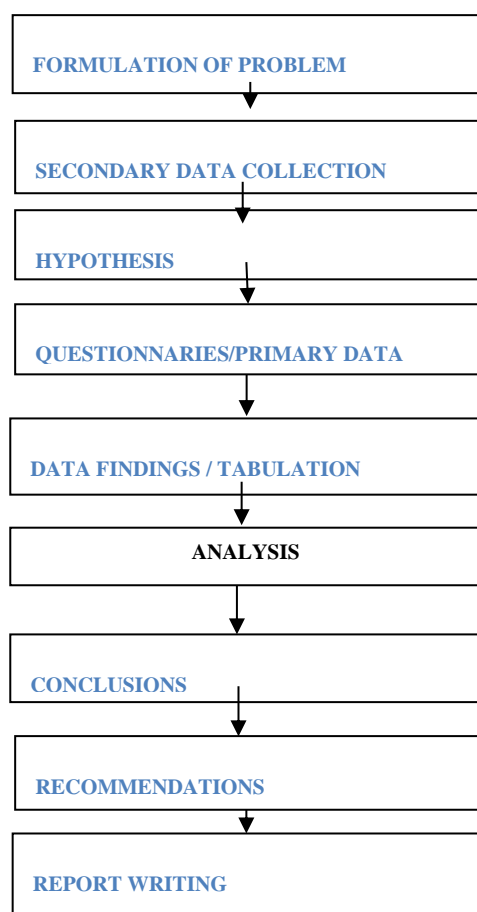 FORMULATION OF PROBLEM
SECONDARY DATA COLLECTION
HYPOTHESIS
QUESTIONNARIES/PRIMARY DATA
DATA FINDINGS / TABULATION
ANALYSIS
CONCLUSIONS
RECOMMENDATIONS
REPORT WRITING